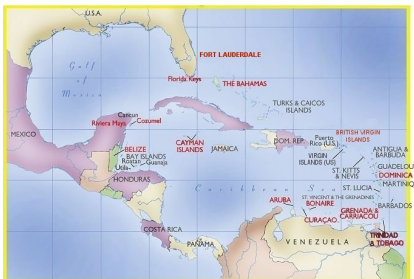 U.S.A.
FORT LAUDERDALE
Gulf
of
Mexico
Florida Keys
THE BAHAMAS
Cancun
Cozumel
Riviera Maya
TURKS & CAICOS
ISLANDS
MEXICO
CAYMAN
ISLANDS
JAMAICA
DOM. REP.
Puerto
Rico (U.S.)
BRITISH VIRGIN
ISLANDS
VIRGIN
ISLANDS (US)
ANTIGUA &
BARBUDA
BELIZE
BAY ISLANDS
Roatan
Guanaja
Utila
ST. KITTS
& NEVIS
GUADELOU
DOMINICA
MARTINIQ
HONDURAS
Caribbean Sea
ST. LUCIA
ST. VINCENT & THE GRENADINES
BARBADOS
ARUBA
BONAIRE
CURAÇAO
GRENADA &
CARRIACOU
COSTA RICA
PANAMA
VENEZUELA
TRINIDAD
& TOBAGO